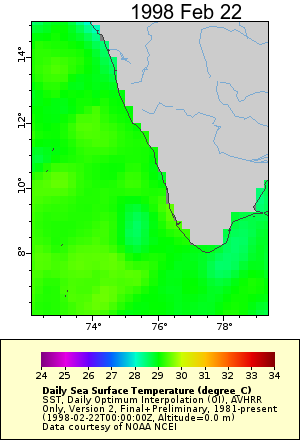 1998 Feb 22
14°
12°
10°
8°
74° 76° 78°
24 25 26 27 28 29 30 31 32 33 34
Daily Sea Surface Temperature (degree_C)
SST, Daily Optimum Interpolation (OI), AVHRR
Only, Version 2, Final+Preliminary, 1981-present
(1998-02-22T00:00:00Z, Altitude=0.0 m)
Data courtesy of NOAA NCEI